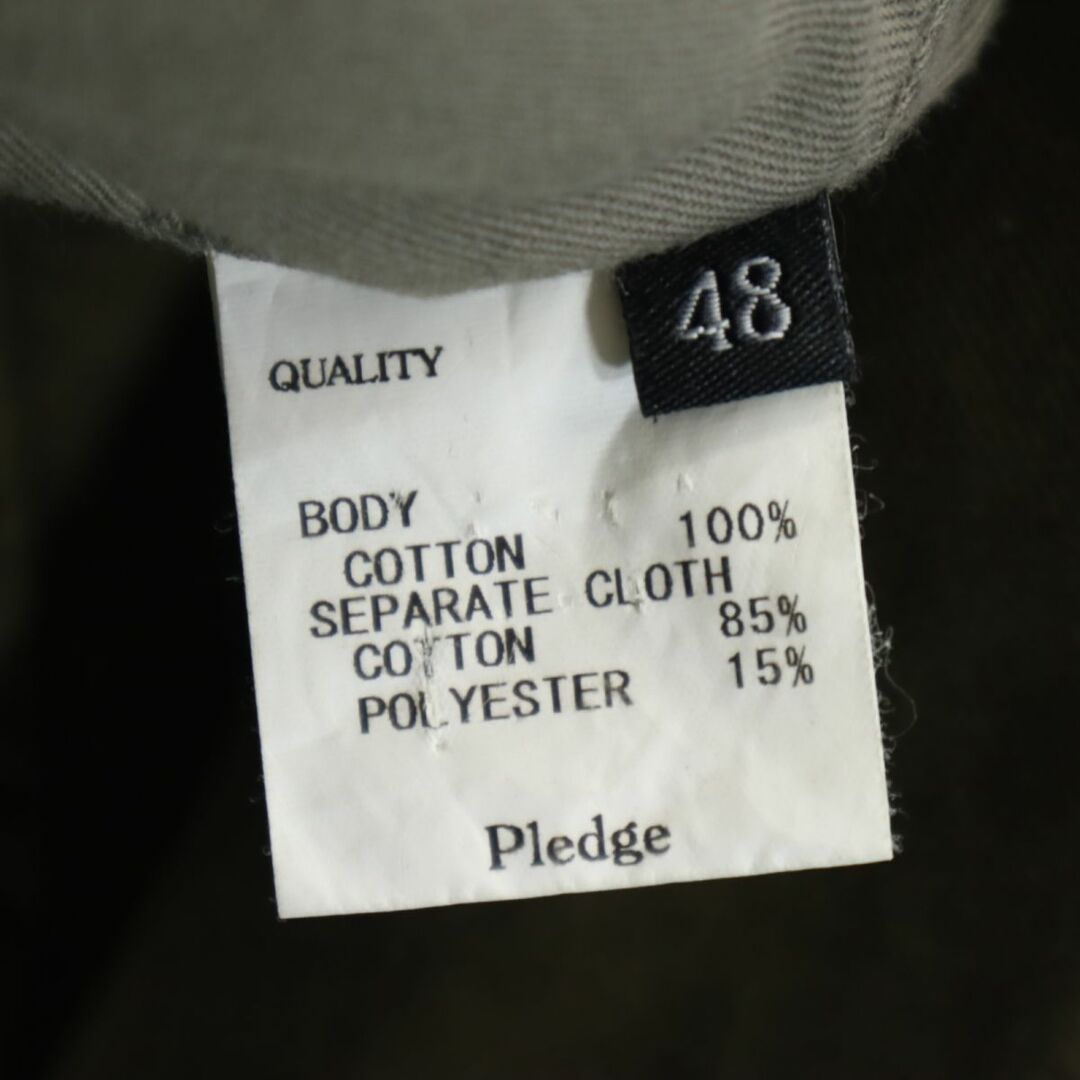 48
QUALITY
BODY
COTTON 100%
SEPARATE CLOTH
COTTON 85%
POLYESTER 15%
Pledge